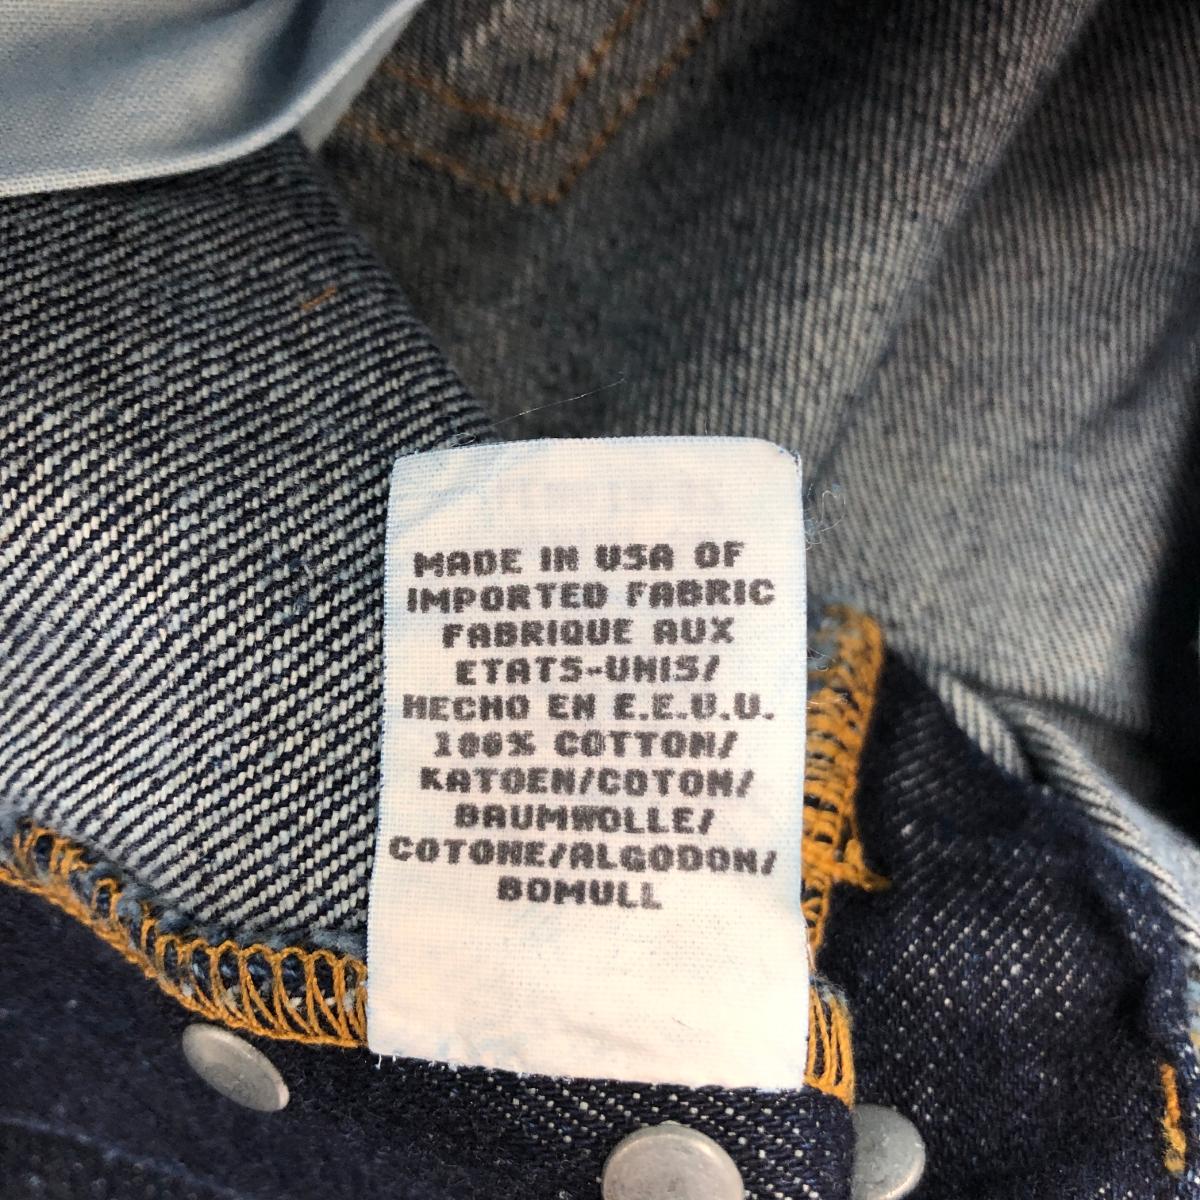 MADE IN USA OF
IMPORTED FABRIC
FABRIQUE AUX
ETATS-UNIS/
HECHO EN E.E.U.U.
100% COTTON/
KATOEN/COTON/
BAUMWOLLE/
COTONE/ALGODON/
BOMULL